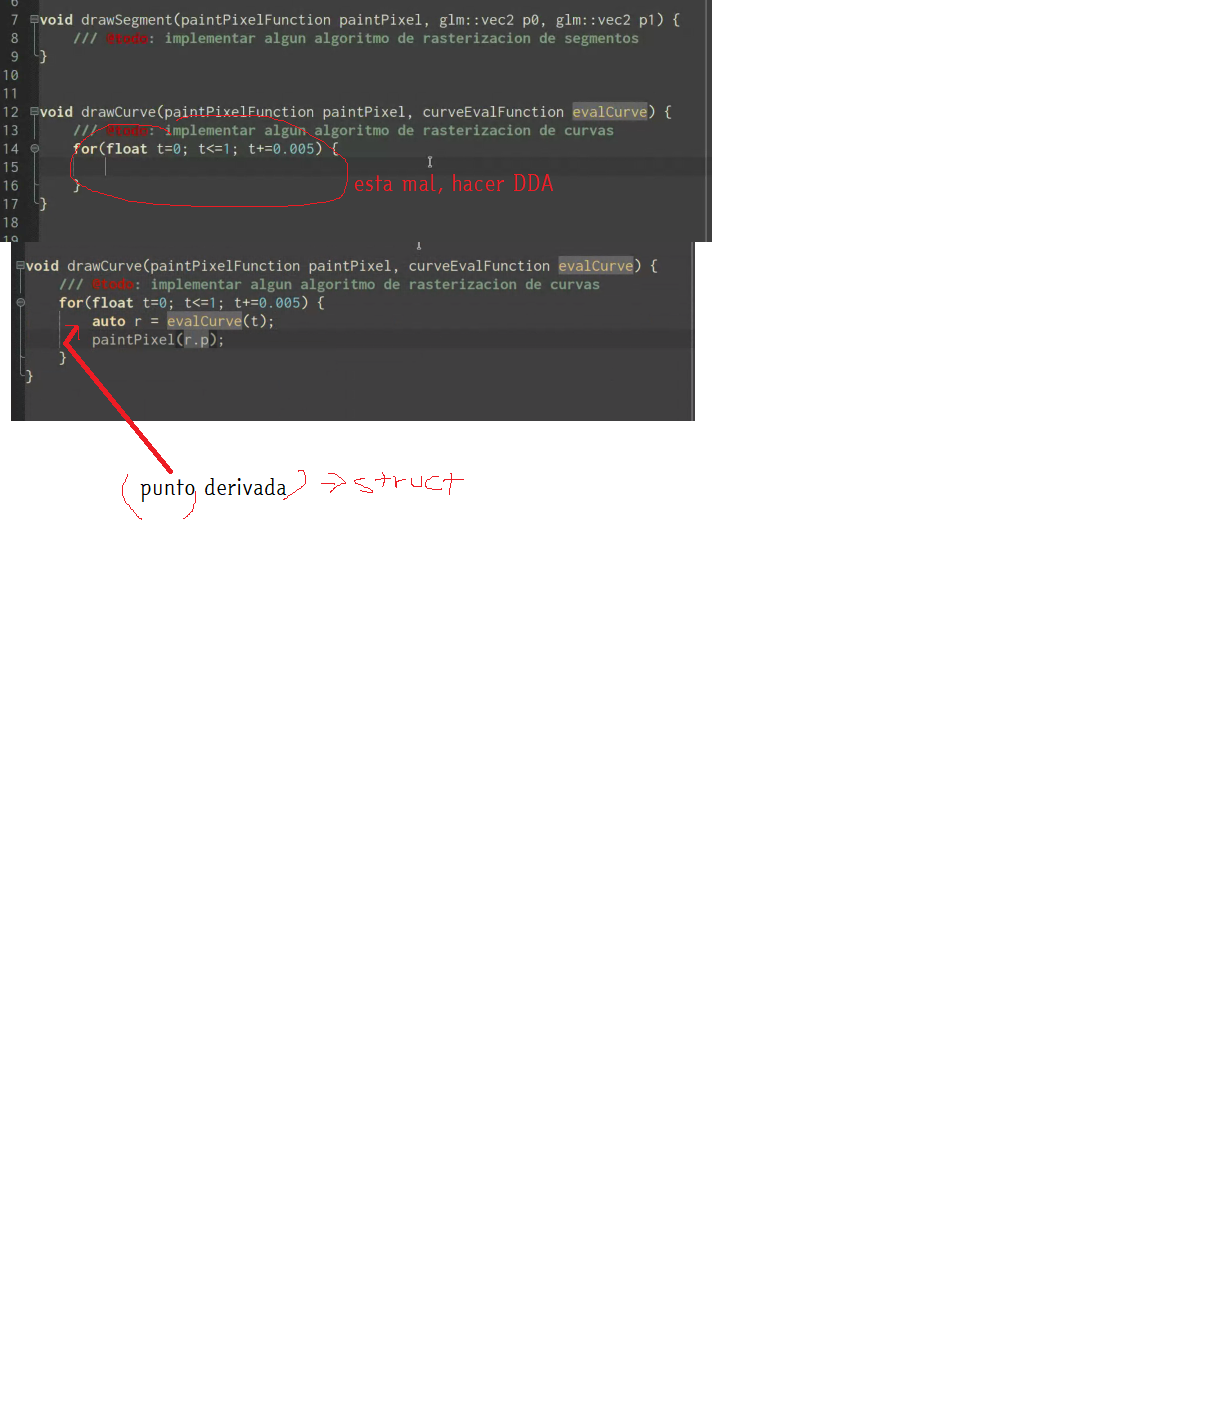 6
7 void drawSegment(paintPixelFunction paintPixel, glm::vec2 p0, glm::vec2 p1) {
8 /// @todo: implementar algun algoritmo de rasterizacion de segmentos
9 }
10
11
12 void drawCurve(paintPixelFunction paintPixel, curveEvalFunction evalCurve) {
13 /// @todo: implementar algun algoritmo de rasterizacion de curvas
14 for(float t=0; t<=1; t+=0.005) {
15
16 }
esta mal, hacer DDA
17 }
18
19
void drawCurve(paintPixelFunction paintPixel, curveEvalFunction evalCurve) {
/// @todo: implementar algun algoritmo de rasterizacion de curvas
for(float t=0; t<=1; t+=0.005) {
auto r = evalCurve(t);
paintPixel(r.p);
}
}
(punto, derivada) → struct